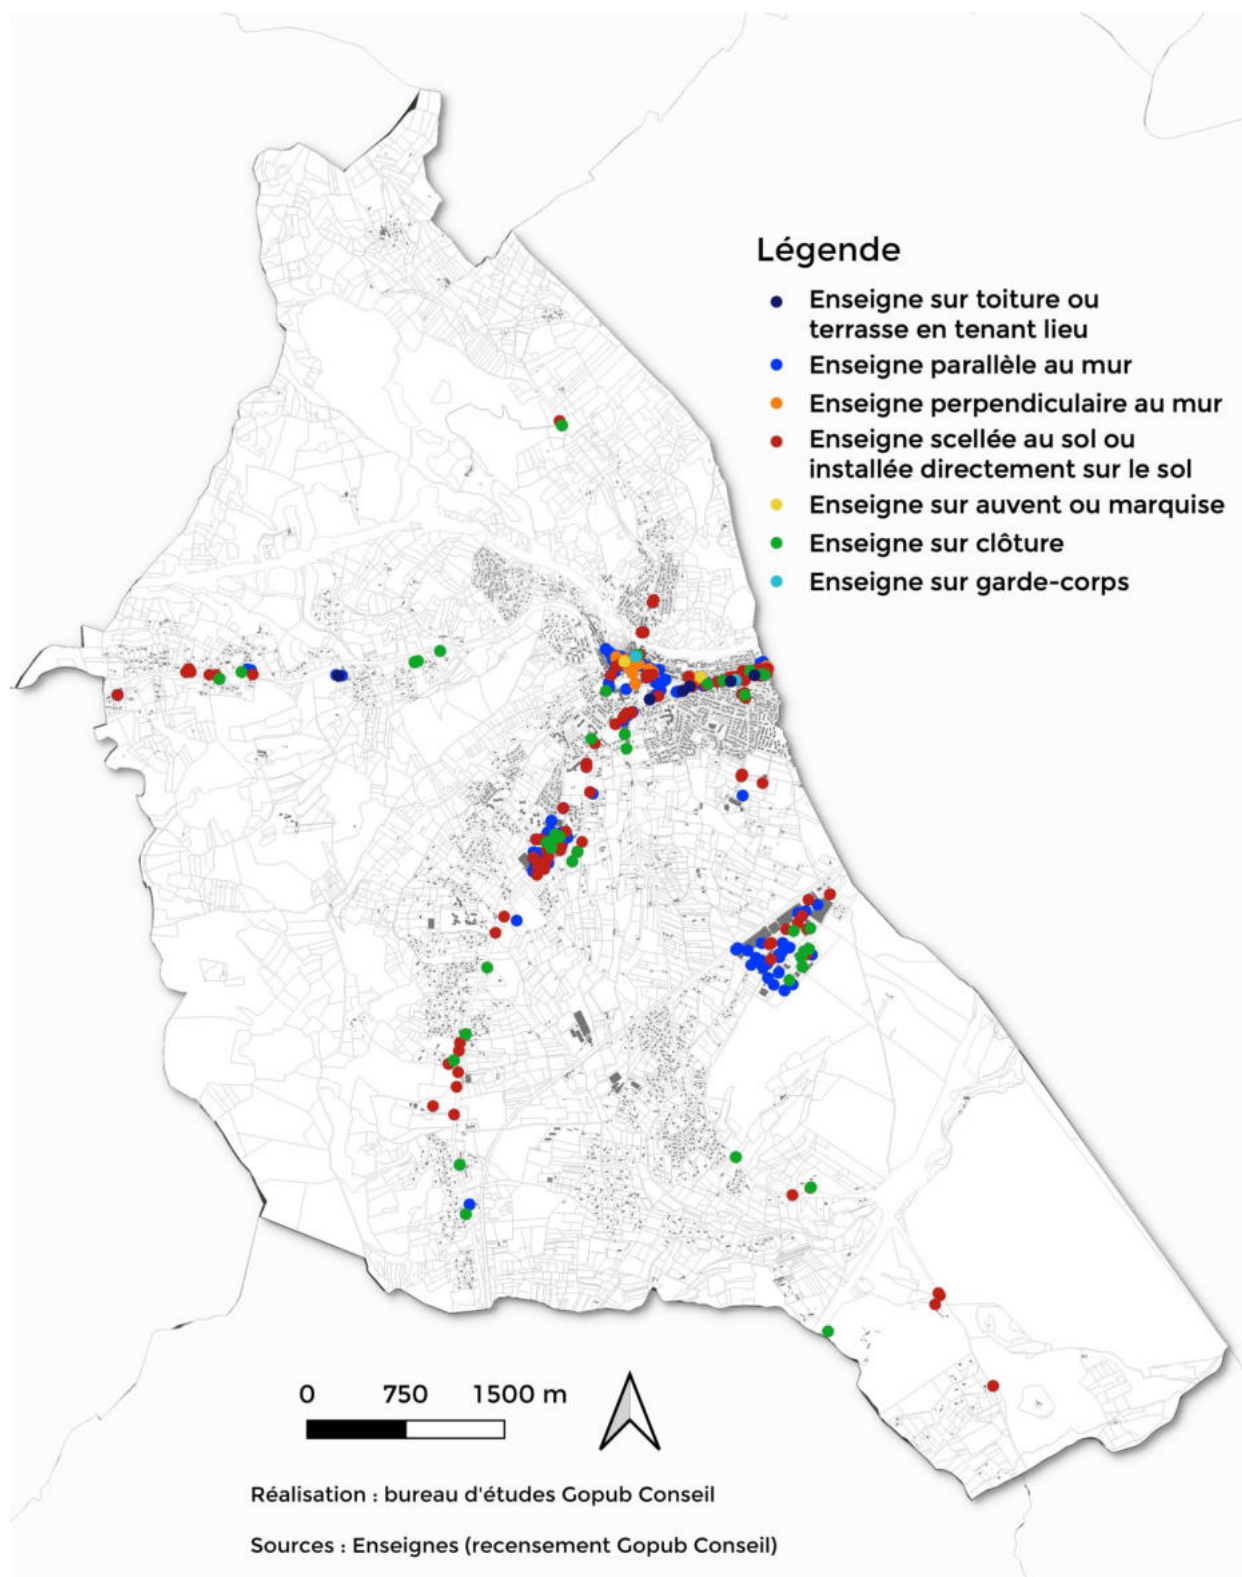 Légende
Enseigne sur toiture ou
terrasse en tenant lieu
Enseigne parallèle au mur
Enseigne perpendiculaire au mur
Enseigne scellée au sol ou
installée directement sur le sol
Enseigne sur auvent ou marquise
Enseigne sur clôture
Enseigne sur garde-corps
0 750 1500 m
Réalisation : bureau d'études Gopub Conseil
Sources : Enseignes (recensement Gopub Conseil)